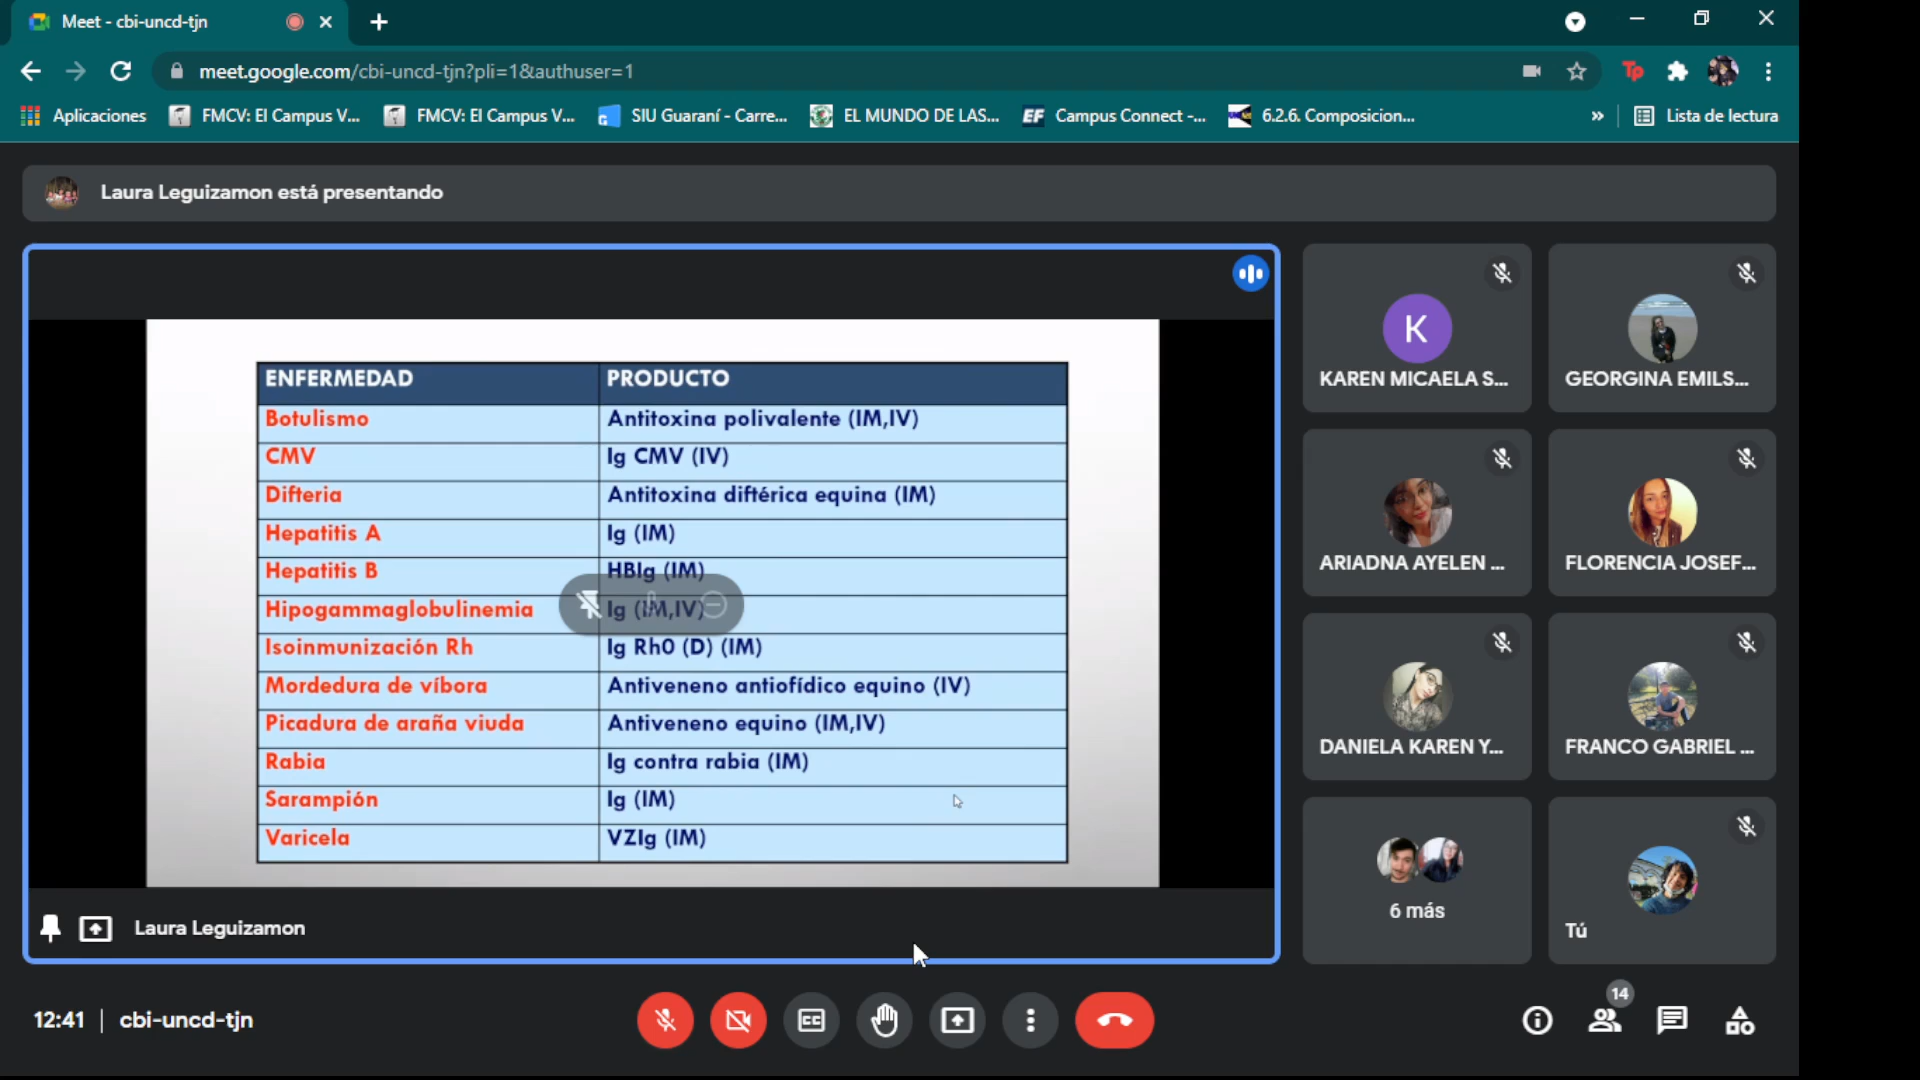 Meet - cbi-uncd-tjn
meet.google.com/cbi-uncd-tjn?pli=1&authuser=1
Tp
Aplicaciones
FMCV: El Campus V...
FMCV: El Campus V...
SIU Guaraní - Carre...
EL MUNDO DE LAS...
EF Campus Connect -...
6.2.6. Composicion...
»
Lista de lectura
Laura Leguizamon está presentando
ENFERMEDAD PRODUCTO
Botulismo Antitoxina polivalente (IM,IV)
CMV Ig CMV (IV)
Difteria Antitoxina diftérica equina (IM)
Hepatitis A Ig (IM)
Hepatitis B HBIg (IM)
Hipogammaglobulinemia Ig (IM,IV)
Isoinmunización Rh Ig Rh0 (D) (IM)
Mordedura de víbora Antiveneno antiofídico equino (IV)
Picadura de araña viuda Antiveneno equino (IM,IV)
Rabia Ig contra rabia (IM)
Sarampión Ig (IM)
Varicela VZIg (IM)
Laura Leguizamon
K
KAREN MICAELA S...
GEORGINA EMILS...
ARIADNA AYELEN ...
FLORENCIA JOSEF...
DANIELA KAREN Y...
FRANCO GABRIEL ...
6 más
Tú
12:41 | cbi-uncd-tjn
CC
14